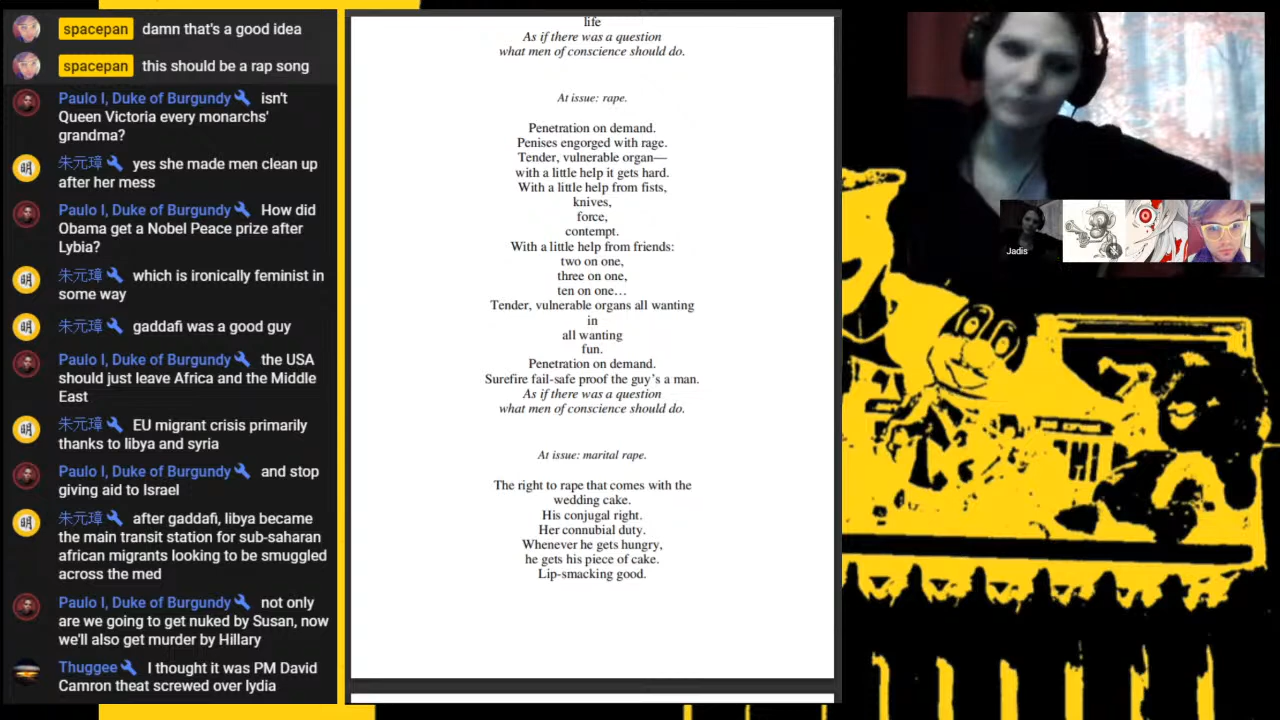 spacepan damn that's a good idea
spacepan this should be a rap song
Paulo I, Duke of Burgundy isn't
Queen Victoria every monarchs'
grandma?
朱元璋 yes she made men clean up
after her mess
Paulo I, Duke of Burgundy How did
Obama get a Nobel Peace prize after
Lybia?
朱元璋 which is ironically feminist in
some way
朱元璋 gaddafi was a good guy
Paulo I, Duke of Burgundy the USA
should just leave Africa and the Middle
East
朱元璋 EU migrant crisis primarily
thanks to libya and syria
Paulo I, Duke of Burgundy and stop
giving aid to Israel
朱元璋 after gaddafi, libya became
the main transit station for sub-saharan
african migrants looking to be smuggled
across the med
Paulo I, Duke of Burgundy not only
are we going to get nuked by Susan, now
we'll also get murder by Hillary
Thuggee I thought it was PM David
Camron theat screwed over lydia
life
As if there was a question
what men of conscience should do.
At issue: rape.
Penetration on demand.
Penises engorged with rage.
Tender, vulnerable organ—
with a little help it gets hard.
With a little help from fists,
knives,
force,
contempt.
With a little help from friends:
two on one,
three on one,
ten on one…
Tender, vulnerable organs all wanting
in
all wanting
fun.
Penetration on demand.
Surefire fail-safe proof the guy's a man.
As if there was a question
what men of conscience should do.
At issue: marital rape.
The right to rape that comes with the
wedding cake.
His conjugal right.
Her connubial duty.
Whenever he gets hungry,
he gets his piece of cake.
Lip-smacking good.
Jadis